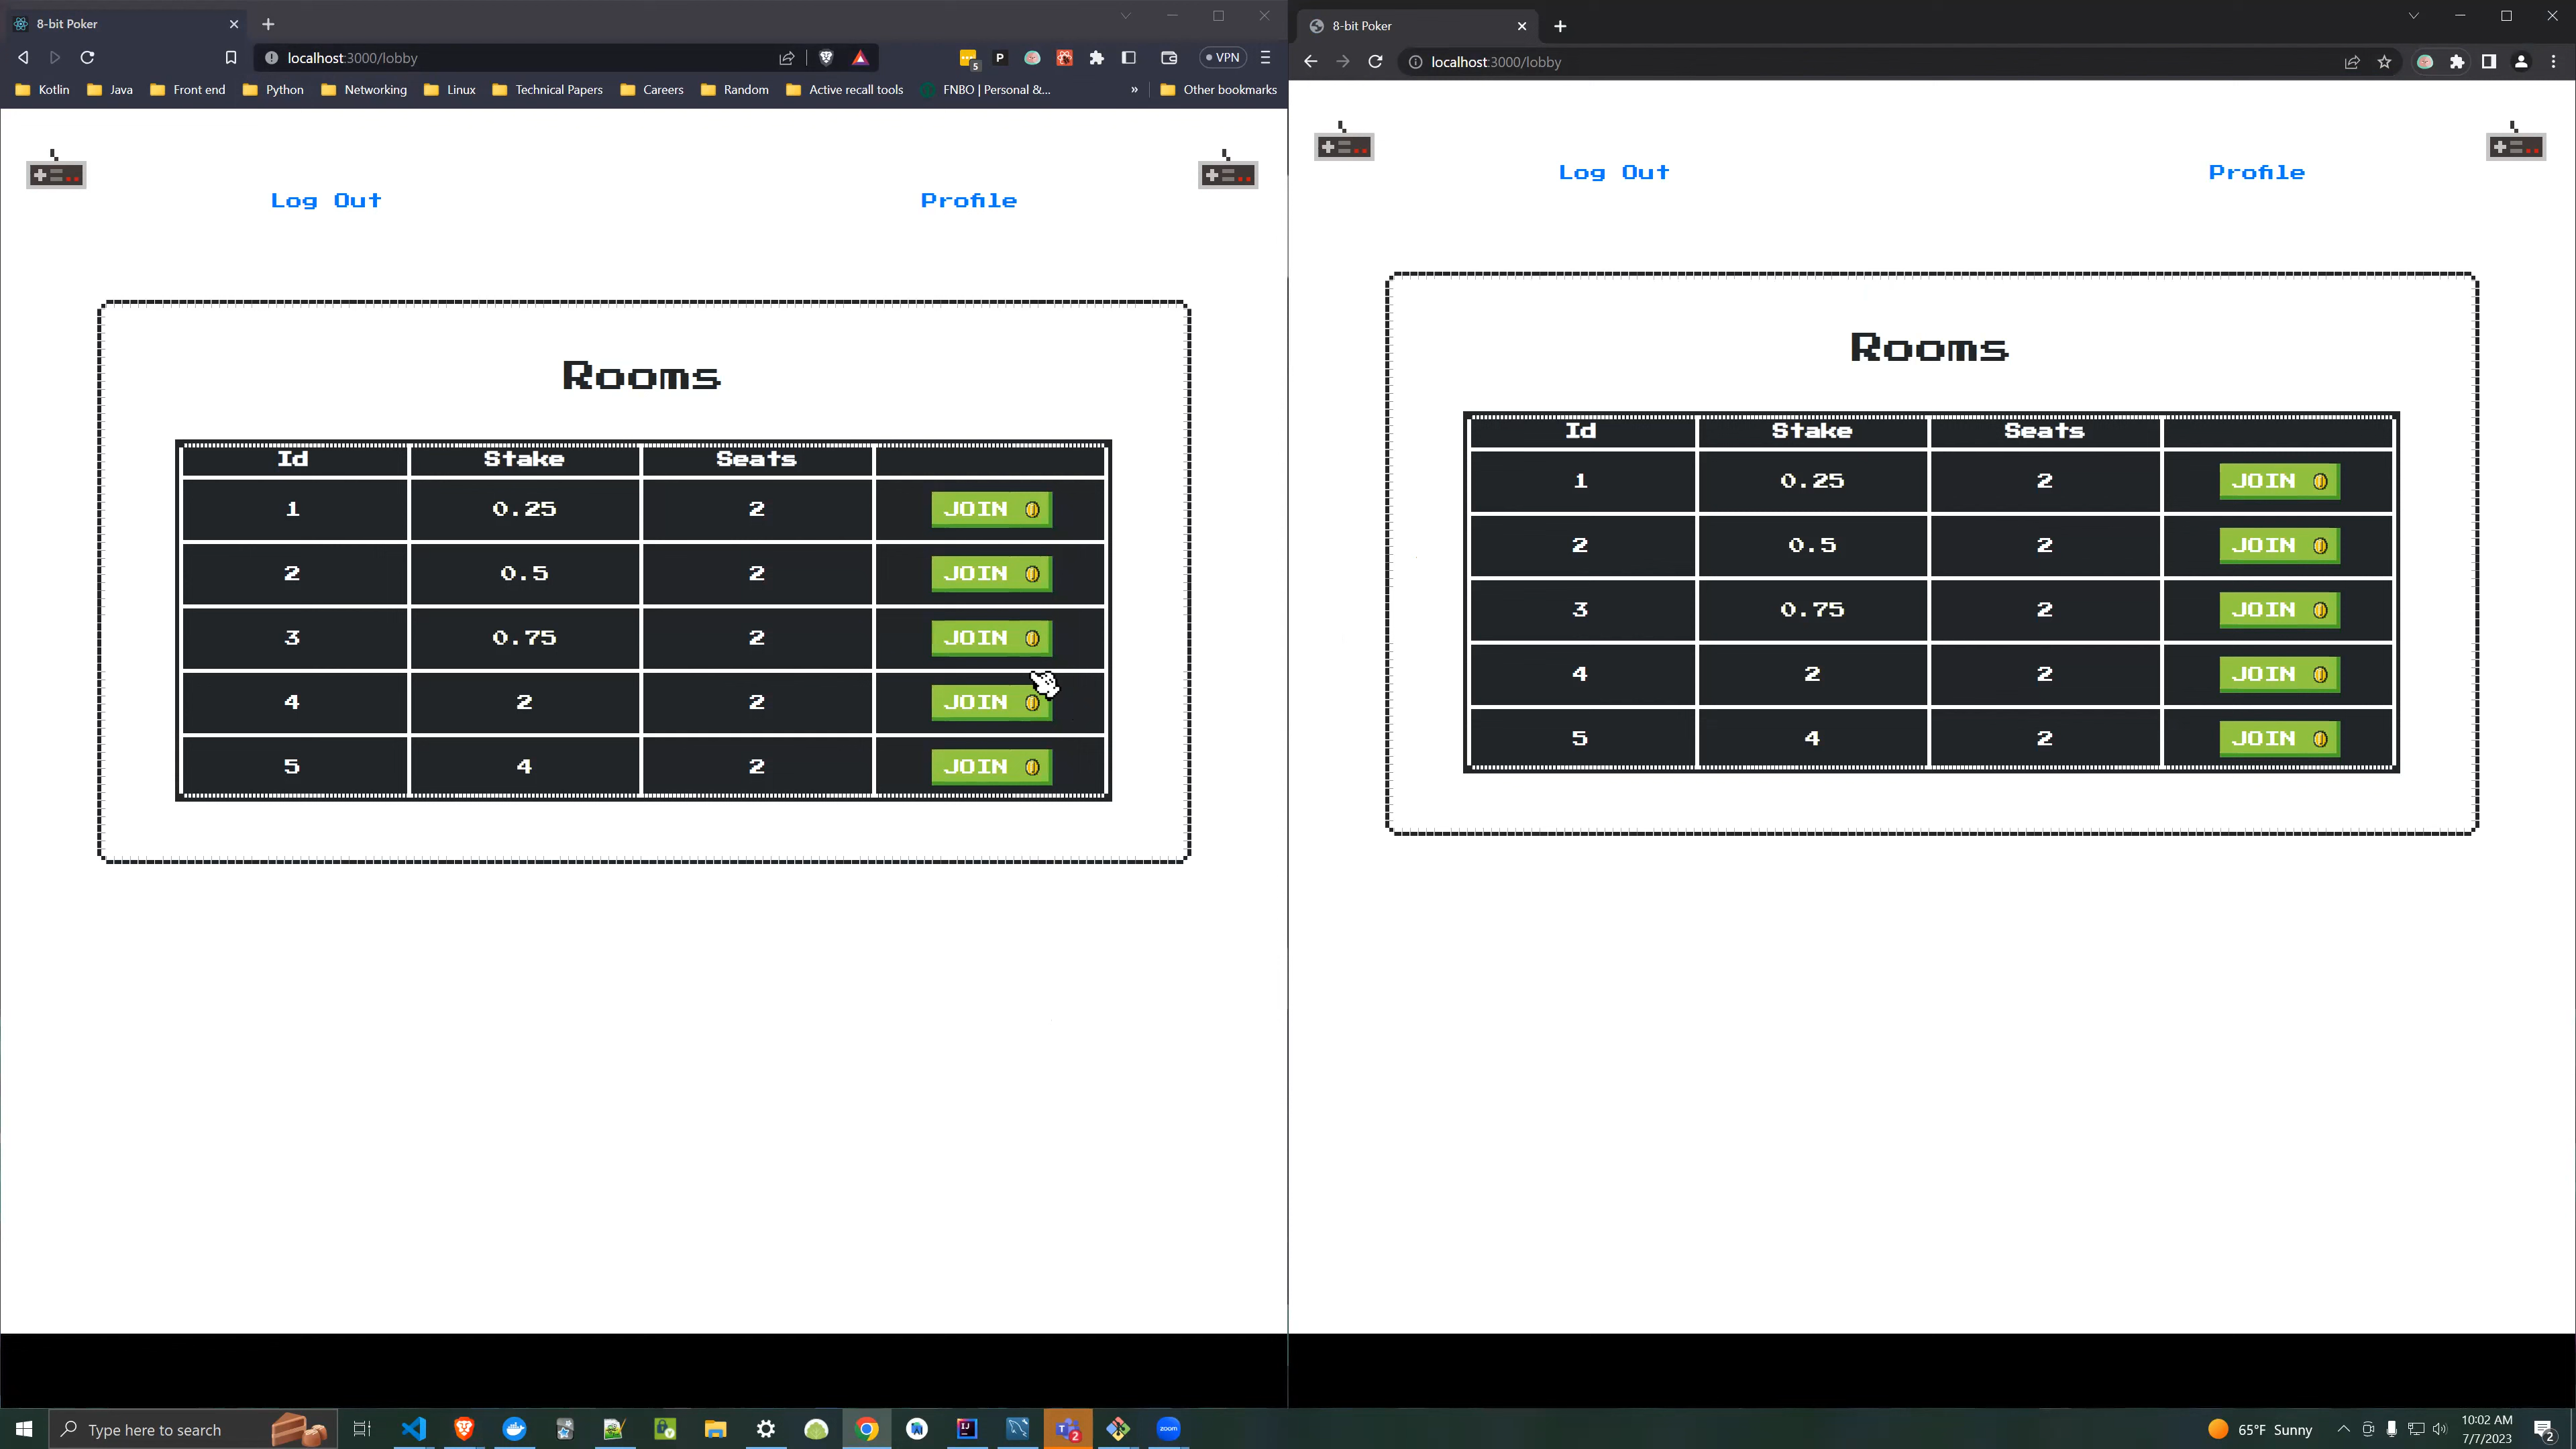 8-bit Poker
localhost:3000/lobby
5
P
VPN
Kotlin Java Front end Python Networking Linux Technical Papers Careers Random Active recall tools FNBO | Personal &... » Other bookmarks
Log Out Profile
Rooms
Id Stake Seats
1 0.25 2 JOIN
2 0.5 2 JOIN
3 0.75 2 JOIN
4 2 2 JOIN
5 4 2 JOIN
8-bit Poker
localhost:3000/lobby
Log Out Profile
Rooms
Id Stake Seats
1 0.25 2 JOIN
2 0.5 2 JOIN
3 0.75 2 JOIN
4 2 2 JOIN
5 4 2 JOIN
Type here to search
IJ
T 2
zoom
65°F Sunny
10:02 AM
7/7/2023
2